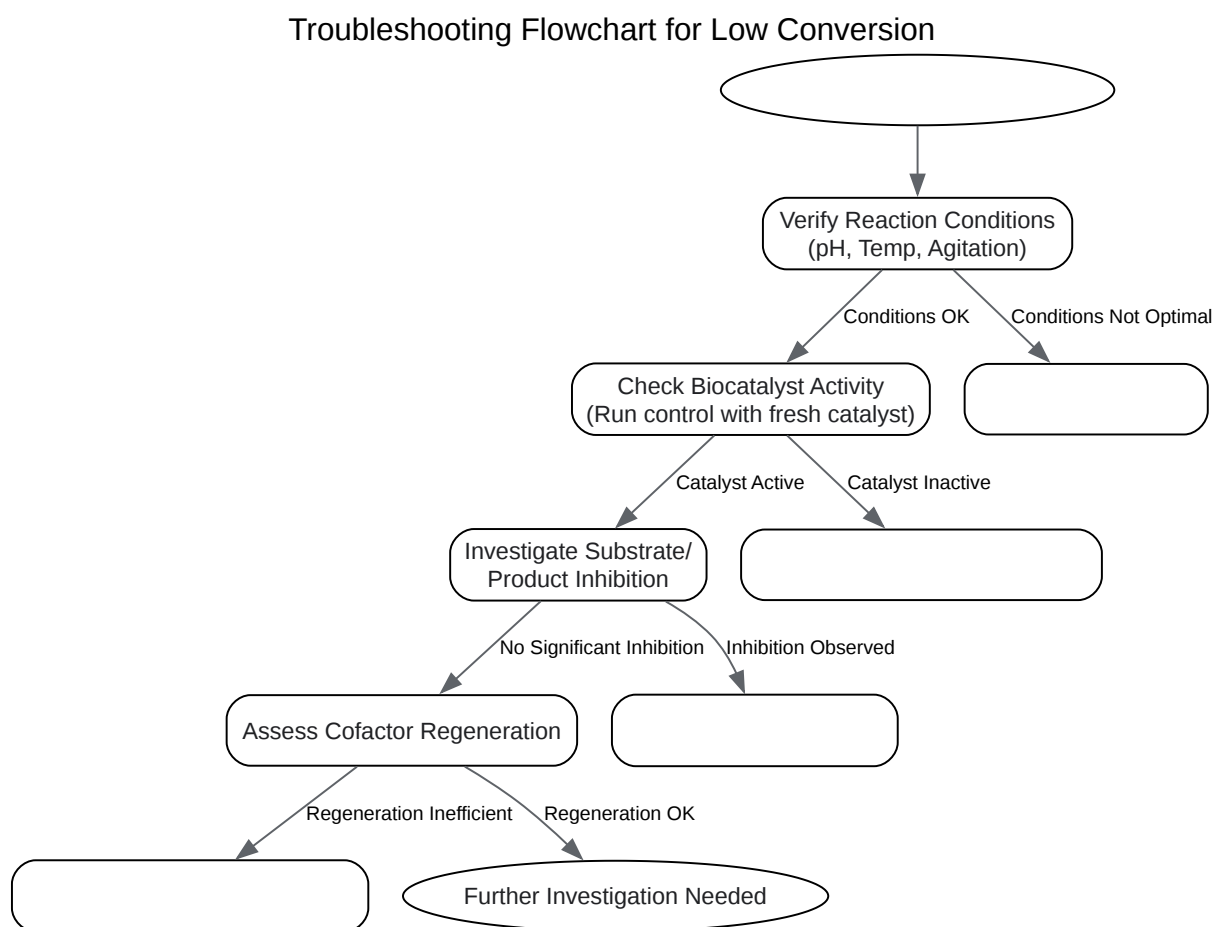 Troubleshooting Flowchart for Low Conversion
Verify Reaction Conditions
(pH, Temp, Agitation)
Conditions OK
Conditions Not Optimal
Check Biocatalyst Activity
(Run control with fresh catalyst)
Catalyst Active
Catalyst Inactive
Investigate Substrate/
Product Inhibition
No Significant Inhibition
Inhibition Observed
Assess Cofactor Regeneration
Regeneration Inefficient
Regeneration OK
Further Investigation Needed